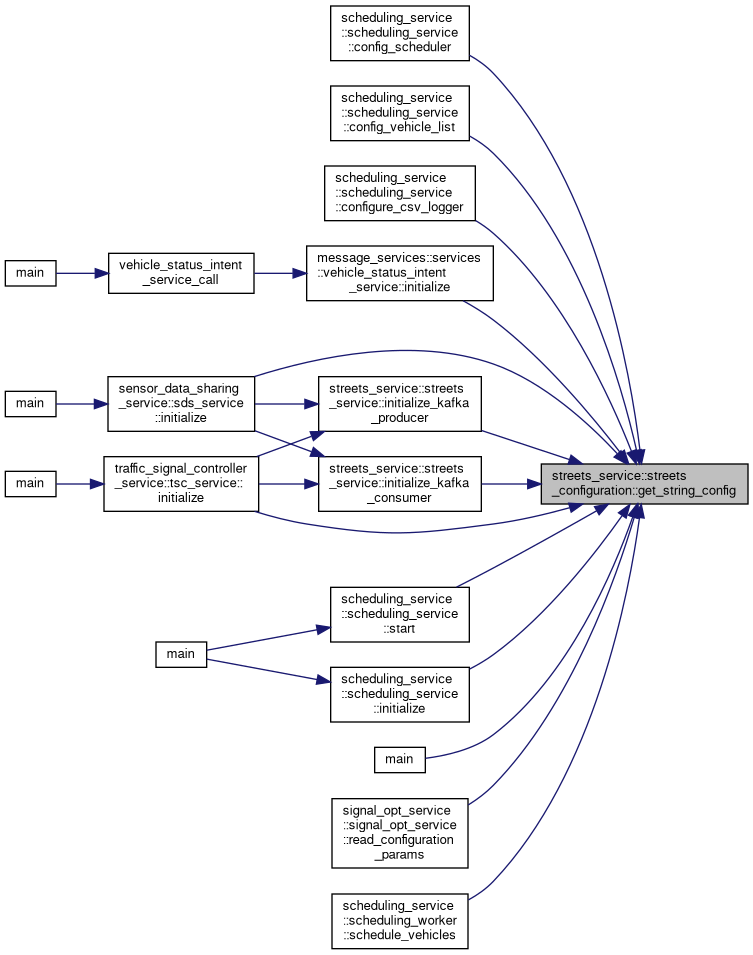 scheduling_service
::scheduling_service
::config_scheduler
scheduling_service
::scheduling_service
::config_vehicle_list
scheduling_service
::scheduling_service
::configure_csv_logger
main
vehicle_status_intent
_service_call
message_services::services
::vehicle_status_intent
_service::initialize
main
sensor_data_sharing
_service::sds_service
::initialize
streets_service::streets
_service::initialize_kafka
_producer
main
traffic_signal_controller
_service::tsc_service::
initialize
streets_service::streets
_service::initialize_kafka
_consumer
streets_service::streets
_configuration::get_string_config
scheduling_service
::scheduling_service
::start
main
scheduling_service
::scheduling_service
::initialize
main
signal_opt_service
::signal_opt_service
::read_configuration
_params
scheduling_service
::scheduling_worker
::schedule_vehicles